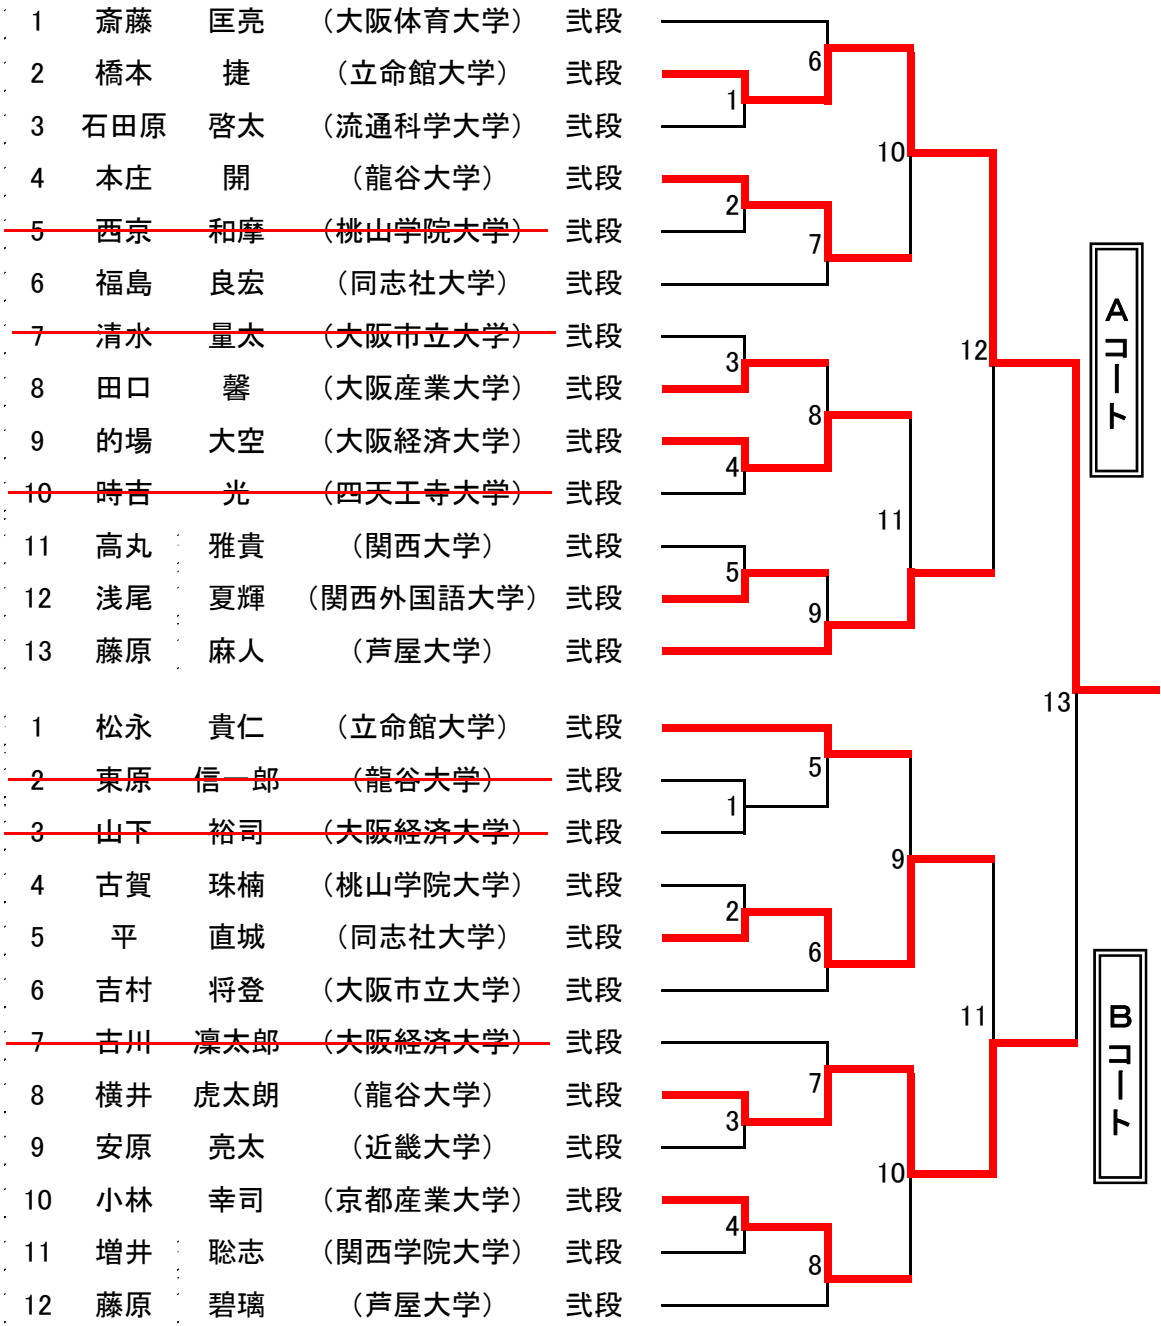 1 斎藤 匡亮 （大阪体育大学） 弐段
2 橋本 捷 （立命館大学） 弐段
3 石田原 啓太 （流通科学大学） 弐段
4 本庄 開 （龍谷大学） 弐段
5 西京 和摩 （桃山学院大学） 弐段
6 福島 良宏 （同志社大学） 弐段
7 清水 量太 （大阪市立大学） 弐段
8 田口 馨 （大阪産業大学） 弐段
9 的場 大空 （大阪経済大学） 弐段
10 時吉 光 （四天王寺大学） 弐段
11 高丸 雅貴 （関西大学） 弐段
12 浅尾 夏輝 （関西外国語大学） 弐段
13 藤原 麻人 （芦屋大学） 弐段
6
1
10
2
7
12
3
8
4
11
5
9
Aコート
13
1 松永 貴仁 （立命館大学） 弐段
2 東原 信一郎 （龍谷大学） 弐段
3 山下 裕司 （大阪経済大学） 弐段
4 古賀 珠楠 （桃山学院大学） 弐段
5 平 直城 （同志社大学） 弐段
6 吉村 将登 （大阪市立大学） 弐段
7 古川 凜太郎 （大阪経済大学） 弐段
8 横井 虎太朗 （龍谷大学） 弐段
9 安原 亮太 （近畿大学） 弐段
10 小林 幸司 （京都産業大学） 弐段
11 増井 聡志 （関西学院大学） 弐段
12 藤原 碧璃 （芦屋大学） 弐段
5
1
9
2
6
11
7
3
10
4
8
Bコート